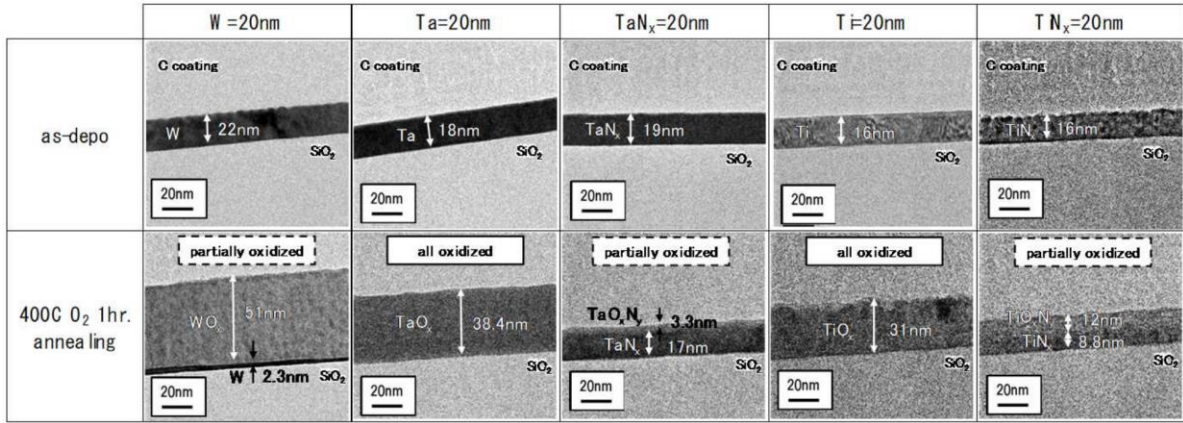 W=20nm
Ta=20nm
TaNₓ=20nm
Ti=20nm
TiNₓ=20nm
as-depo
C coating
W
22nm
SiO₂
20nm
C coating
Ta
18nm
SiO₂
20nm
C coating
TaNₓ
19nm
SiO₂
20nm
C coating
Ti
16nm
SiO₂
20nm
C coating
TiNₓ
16nm
SiO₂
20nm
400C O₂ 1hr.
annealing
partially oxidized
WOₓ
51nm
W
2.3nm
SiO₂
20nm
all oxidized
TaOₓ
38.4nm
SiO₂
20nm
partially oxidized
TaOₓNᵧ
3.3nm
TaNₓ
17nm
SiO₂
20nm
all oxidized
TiOₓ
31nm
SiO₂
20nm
partially oxidized
TiOₓNᵧ
12nm
TiNₓ
8.8nm
SiO₂
20nm